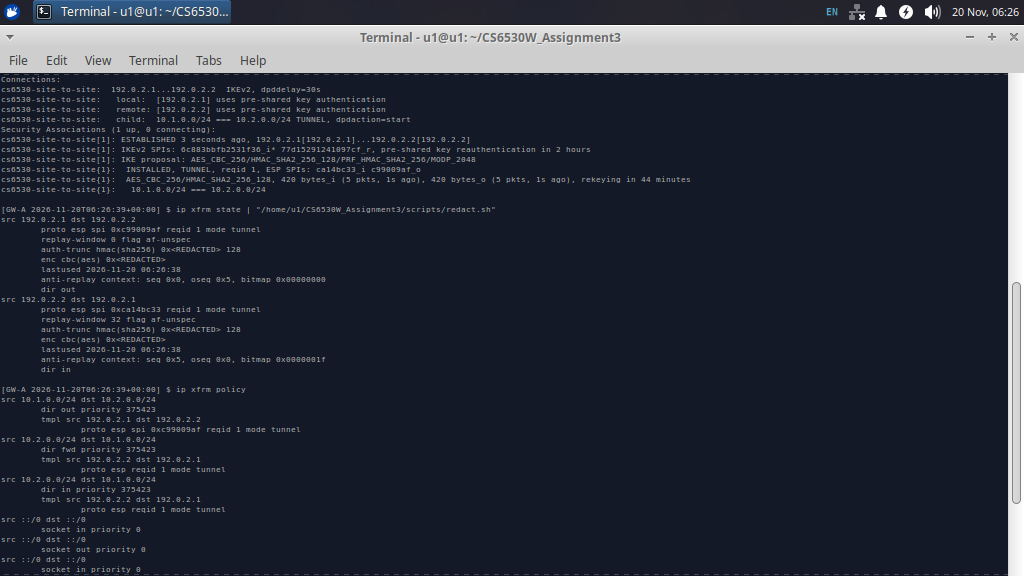 Terminal - u1@u1: ~/CS6530...
EN
20 Nov, 06:26
Terminal - u1@u1: ~/CS6530W_Assignment3
File Edit View Terminal Tabs Help
Connections:
cs6530-site-to-site:  192.0.2.1...192.0.2.2  IKEv2, dpddelay=30s
cs6530-site-to-site:   local:  [192.0.2.1] uses pre-shared key authentication
cs6530-site-to-site:   remote: [192.0.2.2] uses pre-shared key authentication
cs6530-site-to-site:   child:  10.1.0.0/24 === 10.2.0.0/24 TUNNEL, dpdaction=start
Security Associations (1 up, 0 connecting):
cs6530-site-to-site[1]: ESTABLISHED 3 seconds ago, 192.0.2.1[192.0.2.1]...192.0.2.2[192.0.2.2]
cs6530-site-to-site[1]: IKEv2 SPIs: 6c883bbfb2531f36_i* 77d15291241097cf_r, pre-shared key reauthentication in 2 hours
cs6530-site-to-site[1]: IKE proposal: AES_CBC_256/HMAC_SHA2_256_128/PRF_HMAC_SHA2_256/MODP_2048
cs6530-site-to-site{1}:  INSTALLED, TUNNEL, reqid 1, ESP SPIs: ca14bc33_i c99009af_o
cs6530-site-to-site{1}:  AES_CBC_256/HMAC_SHA2_256_128, 420 bytes_i (5 pkts, 1s ago), 420 bytes_o (5 pkts, 1s ago), rekeying in 44 minutes
cs6530-site-to-site{1}:   10.1.0.0/24 === 10.2.0.0/24
[GW-A 2026-11-20T06:26:39+00:00] $ ip xfrm state | "/home/u1/CS6530W_Assignment3/scripts/redact.sh"
src 192.0.2.1 dst 192.0.2.2
proto esp spi 0xc99009af reqid 1 mode tunnel
replay-window 0 flag af-unspec
auth-trunc hmac(sha256) 0x<REDACTED> 128
enc cbc(aes) 0x<REDACTED>
lastused 2026-11-20 06:26:38
anti-replay context: seq 0x0, oseq 0x5, bitmap 0x00000000
dir out
src 192.0.2.2 dst 192.0.2.1
proto esp spi 0xca14bc33 reqid 1 mode tunnel
replay-window 32 flag af-unspec
auth-trunc hmac(sha256) 0x<REDACTED> 128
enc cbc(aes) 0x<REDACTED>
lastused 2026-11-20 06:26:38
anti-replay context: seq 0x5, oseq 0x0, bitmap 0x0000001f
dir in
[GW-A 2026-11-20T06:26:39+00:00] $ ip xfrm policy
src 10.1.0.0/24 dst 10.2.0.0/24
dir out priority 375423
tmpl src 192.0.2.1 dst 192.0.2.2
proto esp spi 0xc99009af reqid 1 mode tunnel
src 10.2.0.0/24 dst 10.1.0.0/24
dir fwd priority 375423
tmpl src 192.0.2.2 dst 192.0.2.1
proto esp reqid 1 mode tunnel
src 10.2.0.0/24 dst 10.1.0.0/24
dir in priority 375423
tmpl src 192.0.2.2 dst 192.0.2.1
proto esp reqid 1 mode tunnel
src ::/0 dst ::/0
socket in priority 0
src ::/0 dst ::/0
socket out priority 0
src ::/0 dst ::/0
socket in priority 0